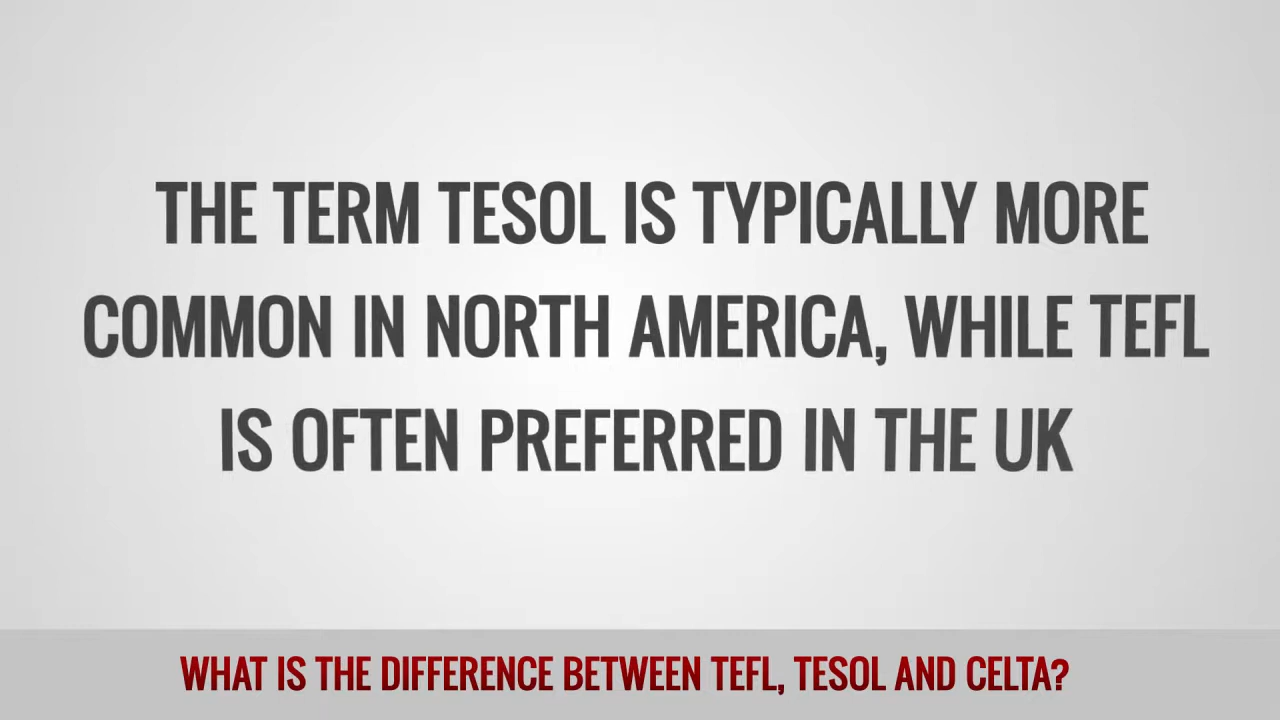 THE TERM TESOL IS TYPICALLY MORE
COMMON IN NORTH AMERICA, WHILE TEFL
IS OFTEN PREFERRED IN THE UK
WHAT IS THE DIFFERENCE BETWEEN TEFL, TESOL AND CELTA?